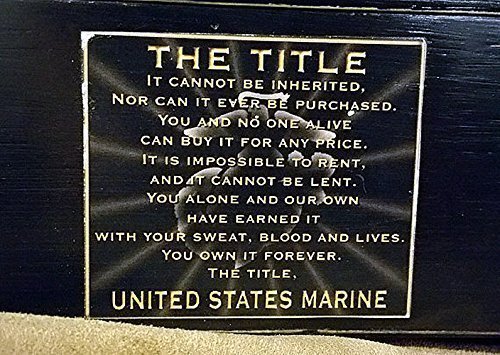 THE TITLE
IT CANNOT BE INHERITED,
NOR CAN IT EVER BE PURCHASED.
YOU AND NO ONE ALIVE
CAN BUY IT FOR ANY PRICE.
IT IS IMPOSSIBLE TO RENT,
AND IT CANNOT BE LENT.
YOU ALONE AND OUR OWN
HAVE EARNED IT
WITH YOUR SWEAT, BLOOD AND LIVES.
YOU OWN IT FOREVER.
THE TITLE,
UNITED STATES MARINE